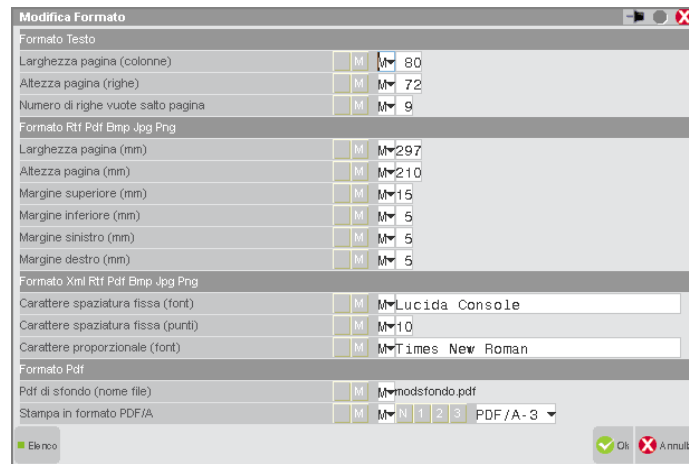 Modifica Formato
Formato Testo
Larghezza pagina (colonne) M M 80
Altezza pagina (righe) M M 72
Numero di righe vuote salto pagina M M 9
Formato Rtf Pdf Bmp Jpg Png
Larghezza pagina (mm) M M 297
Altezza pagina (mm) M M 210
Margine superiore (mm) M M 15
Margine inferiore (mm) M M 5
Margine sinistro (mm) M M 5
Margine destro (mm) M M 5
Formato Xml Rtf Pdf Bmp Jpg Png
Carattere spaziatura fissa (font) M M Lucida Console
Carattere spaziatura fissa (punti) M M 10
Carattere proporzionale (font) M M Times New Roman
Formato Pdf
Pdf di sfondo (nome file) M M modsfondo.pdf
Stampa in formato PDF/A M M N 1 2 3 PDF/A-3
Elenco Ok